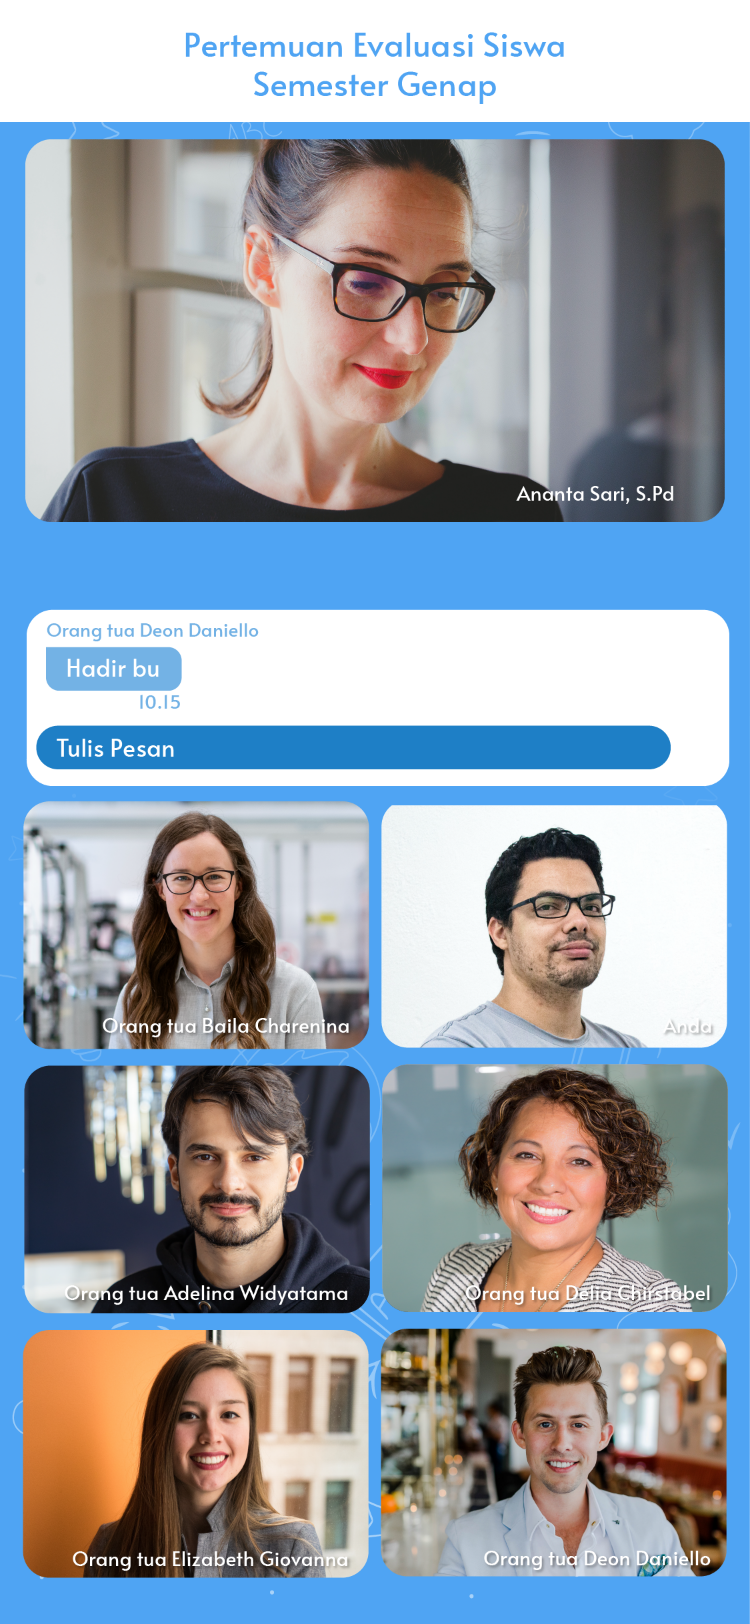 Pertemuan Evaluasi Siswa
Semester Genap
ABC
Ananta Sari, S.Pd
Orang tua Deon Daniello
Hadir bu
10.15
Tulis Pesan
Orang tua Baila Charenina
Anda
Orang tua Adelina Widyatama
Orang tua Delia Chirstabel
Orang tua Elizabeth Giovanna
Orang tua Deon Daniello